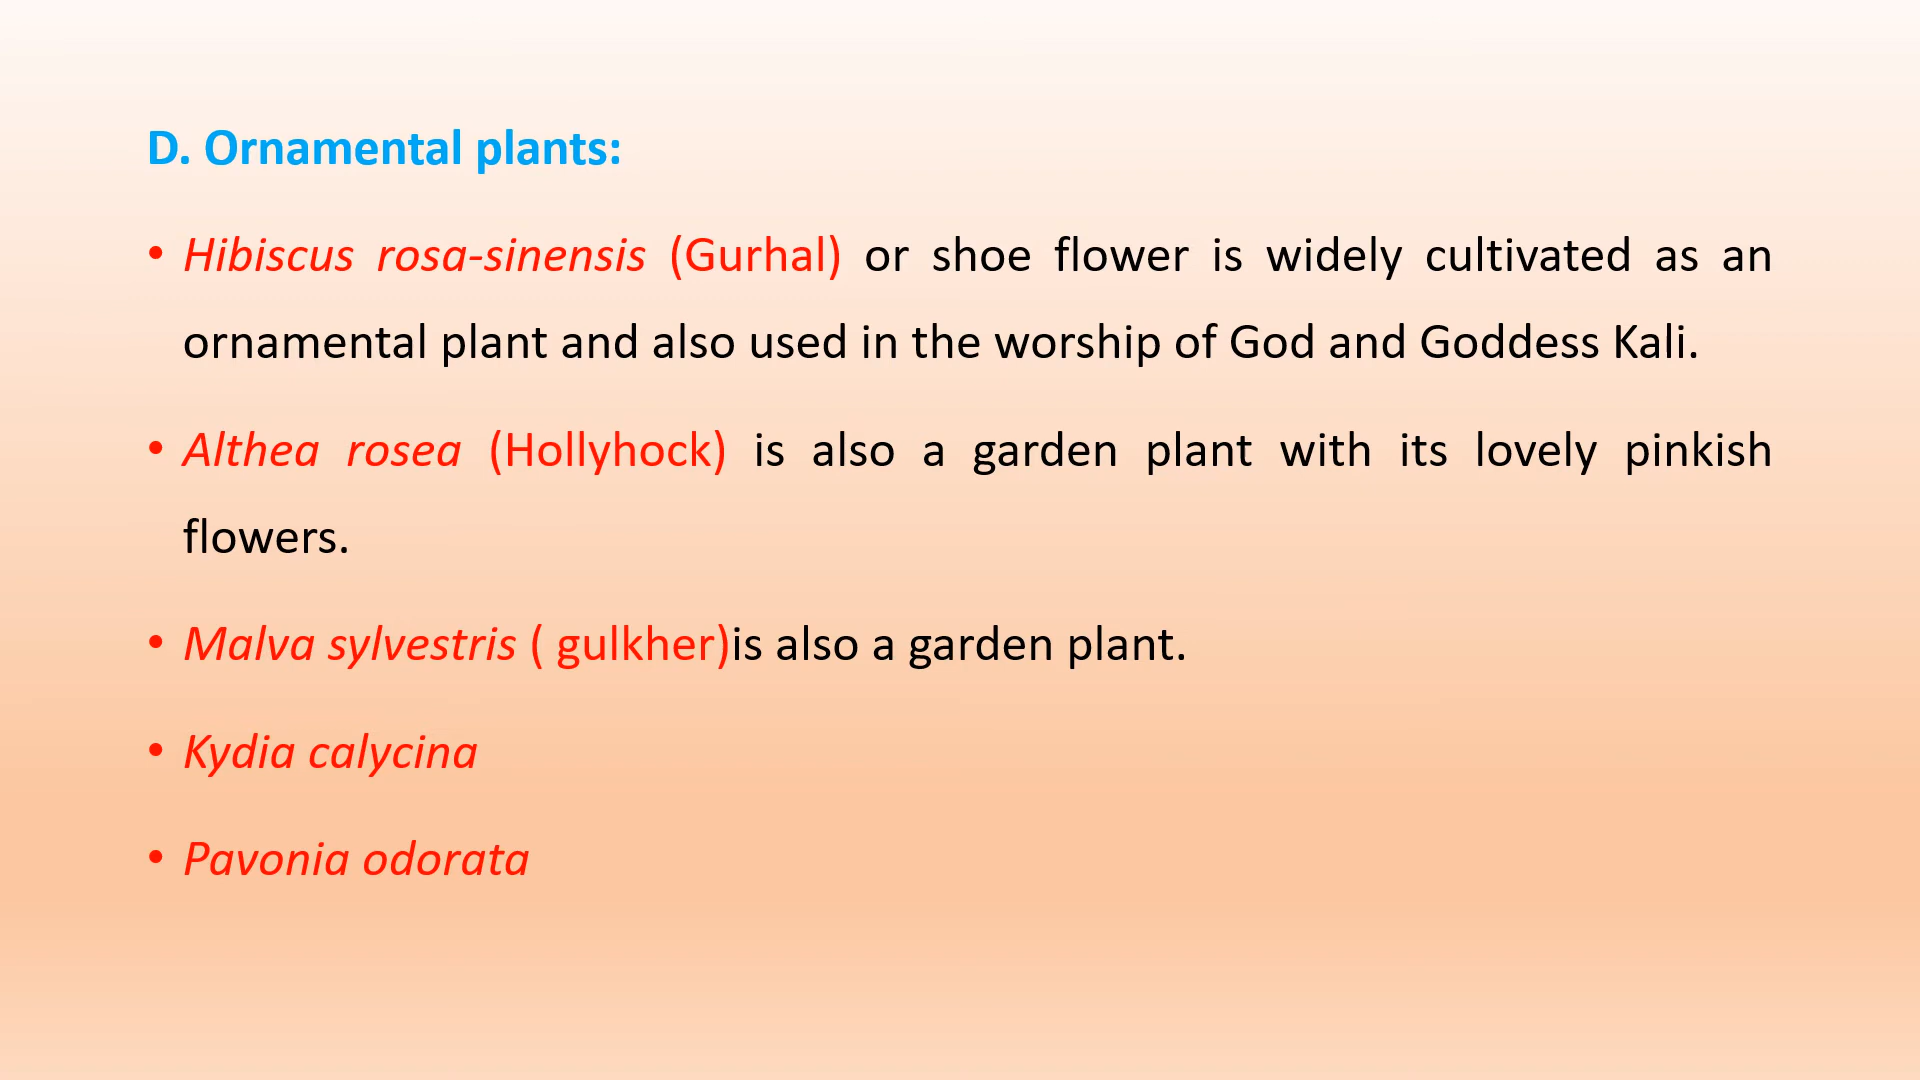 D. Ornamental plants:
• Hibiscus rosa-sinensis (Gurhal) or shoe flower is widely cultivated as an
ornamental plant and also used in the worship of God and Goddess Kali.
• Althea rosea (Hollyhock) is also a garden plant with its lovely pinkish
flowers.
• Malva sylvestris ( gulkher)is also a garden plant.
• Kydia calycina
• Pavonia odorata